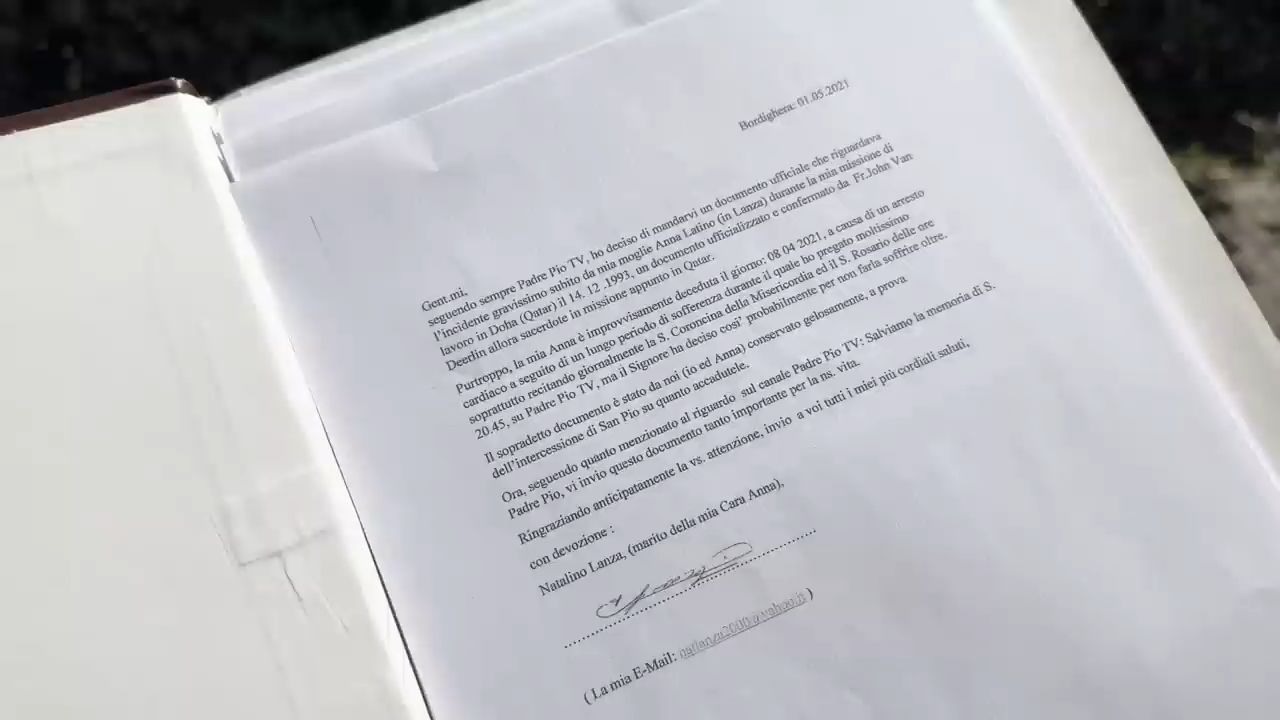 Bordighera: 01.05.2021
Gent.mi,
seguendo sempre Padre Pio TV, ho deciso di mandarvi un documento ufficiale che riguardava
l'incidente gravissimo subito da mia moglie Anna Latino (in Lanza) durante la mia missione di
lavoro in Doha (Qatar) il 14. 12 .1993, un documento ufficializzato e confermato da Fr.John Van
Deerlin allora sacerdote in missione appunto in Qatar.
Purtroppo, la mia Anna è improvvisamente deceduta il giorno: 08 04 2021, a causa di un arresto
cardiaco a seguito di un lungo periodo di sofferenza durante il quale ho pregato moltissimo
soprattutto recitando giornalmente la S. Coroncina della Misericordia ed il S. Rosario delle ore
20.45, su Padre Pio TV, ma il Signore ha deciso cosi' probabilmente per non farla soffrire oltre.
Il sopradetto documento è stato da noi (io ed Anna) conservato gelosamente, a prova
dell'intercessione di San Pio su quanto accadutele.
Ora, seguendo quanto menzionato al riguardo sul canale Padre Pio TV: Salviamo la memoria di S.
Padre Pio, vi invio questo documento tanto importante per la ns. vita.
Ringraziando anticipatamente la vs. attenzione, invio a voi tutti i miei più cordiali saluti,
con devozione :
Natalino Lanza, (marito della mia Cara Anna),
( La mia E-Mail: natlanza2000@yahoo.it )